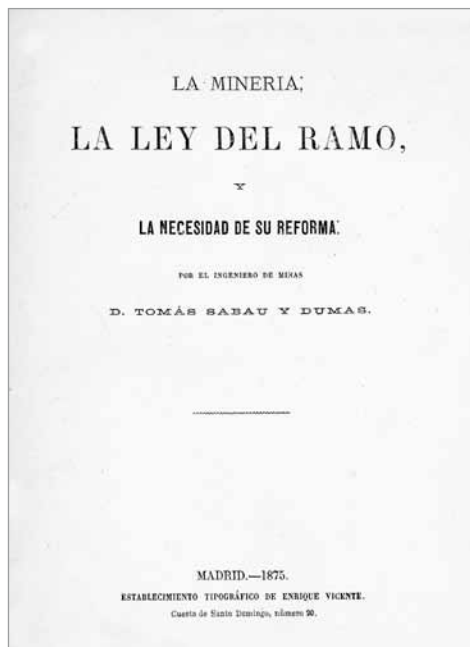 LA MINERIA;
LA LEY DEL RAMO,
Y
LA NECESIDAD DE SU REFORMA:
POR EL INGENIERO DE MINAS
D. TOMÁS SABAU Y DUMAS.
MADRID.—1875.
ESTABLECIMIENTO TIPOGRÁFICO DE ENRIQUE VICENTE.
Cuesta de Santo Domingo, número 20.